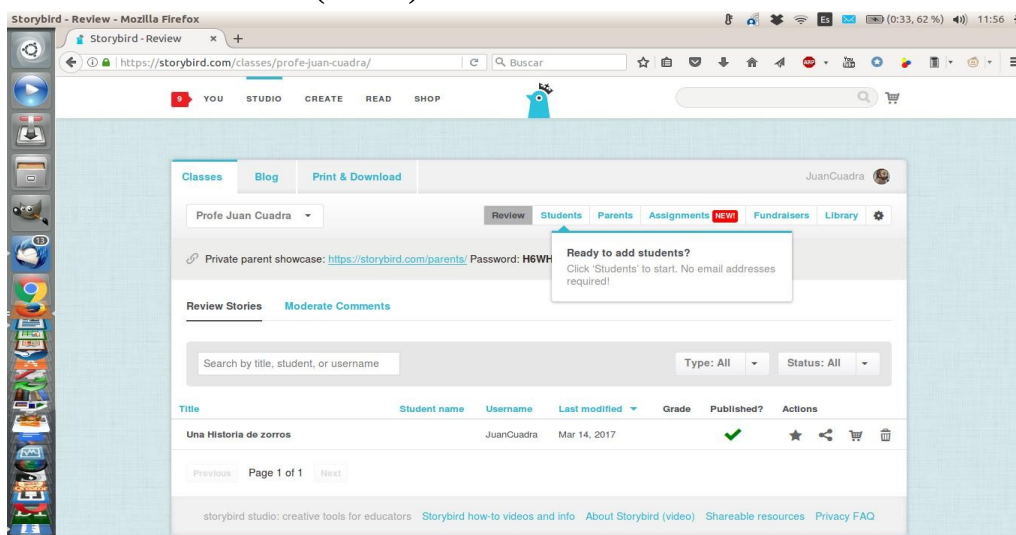 Storybird - Review - Mozilla Firefox
Es (0:33, 62 %) 11:56
Storybird - Review × +
https://storybird.com/classes/profe-juan-cuadra/ Buscar ABP
9 YOU STUDIO CREATE READ SHOP
Classes Blog Print & Download JuanCuadra
Profe Juan Cuadra Review Students Parents Assignments NEW! Fundraisers Library
Ready to add students?
Click 'Students' to start. No email addresses
required!
Private parent showcase: https://storybird.com/parents/ Password: H6WH
Review Stories Moderate Comments
Search by title, student, or username Type: All Status: All
Title Student name Username Last modified Grade Published? Actions
Una Historia de zorros JuanCuadra Mar 14, 2017
Previous Page 1 of 1 Next
storybird studio: creative tools for educators Storybird how-to videos and info About Storybird (video) Shareable resources Privacy FAQ
13